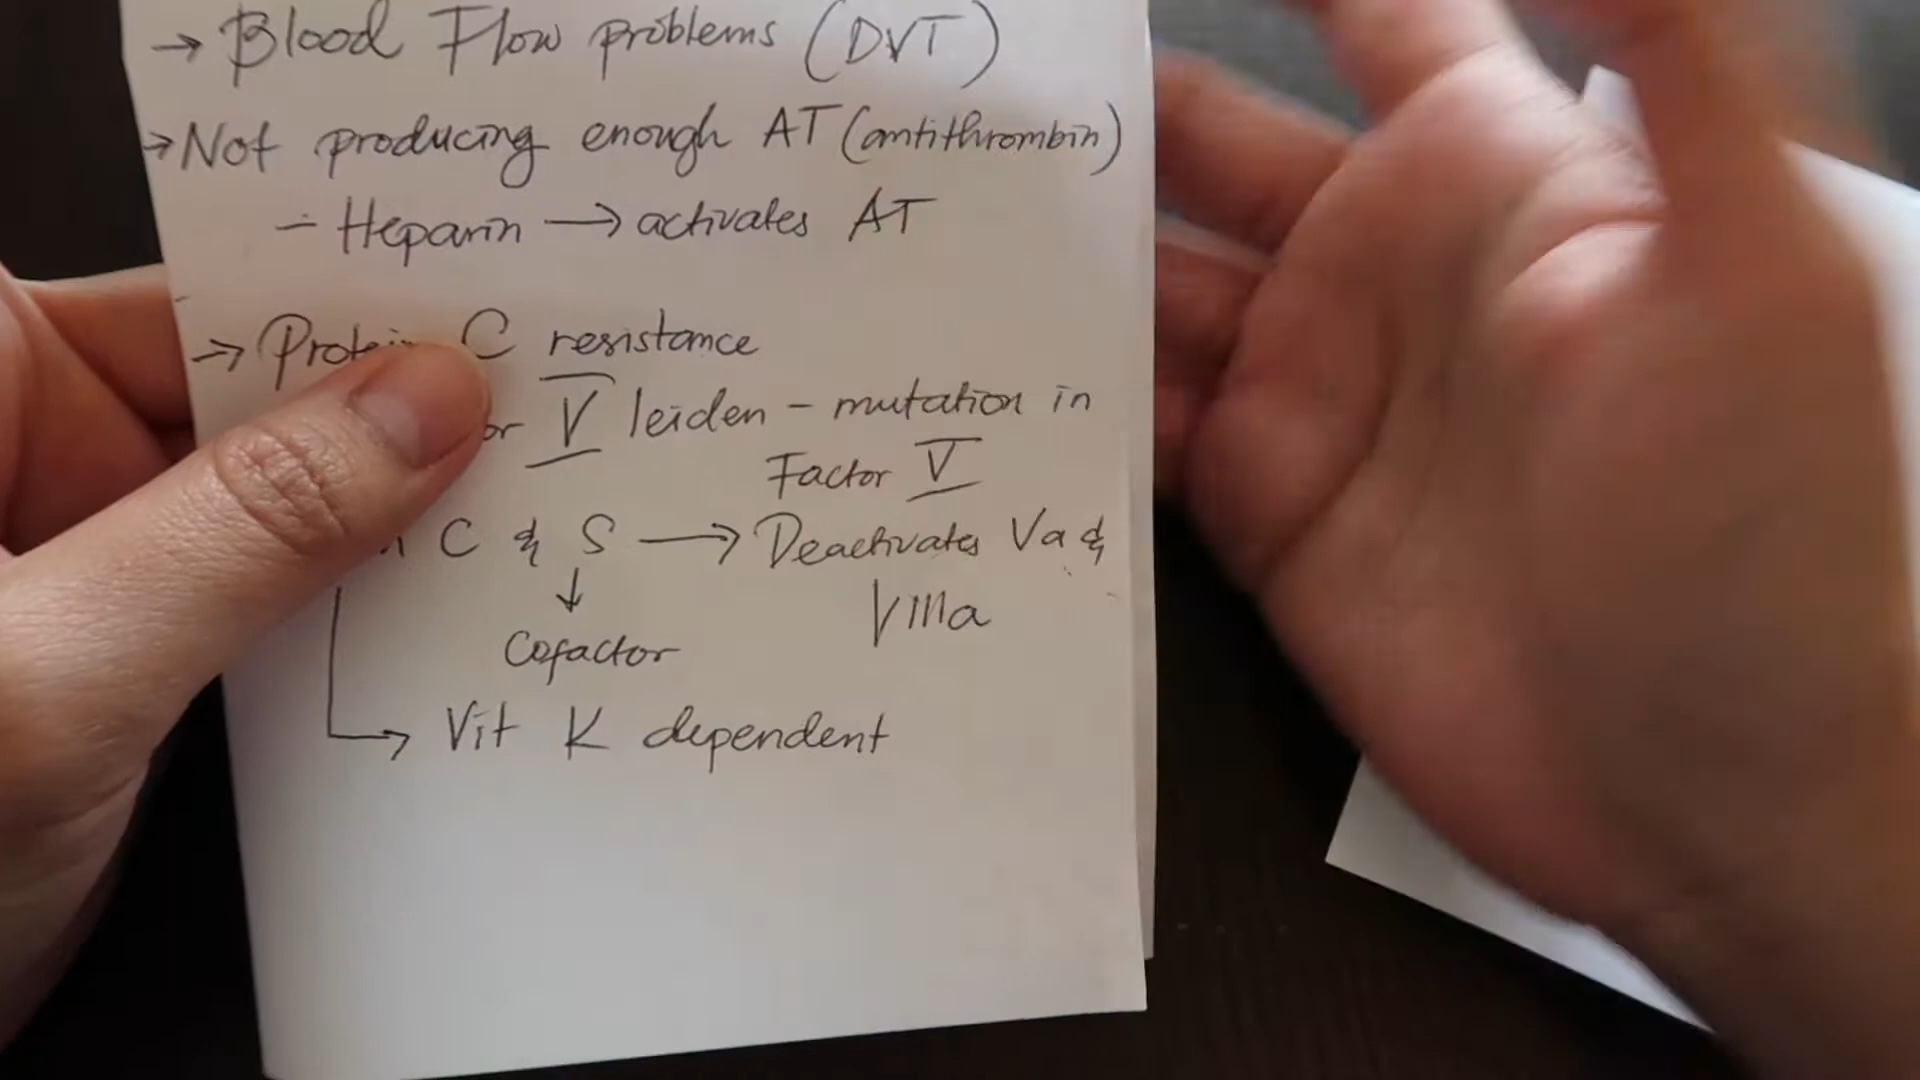 → Blood Flow problems (DVT)
→ Not producing enough AT (antithrombin)
- Heparin → activates AT
→ Protein C resistance
V leiden - mutation in
Factor V
C & S → Deactivates Va &
VIIIa
↓
Cofactor
→ Vit K dependent